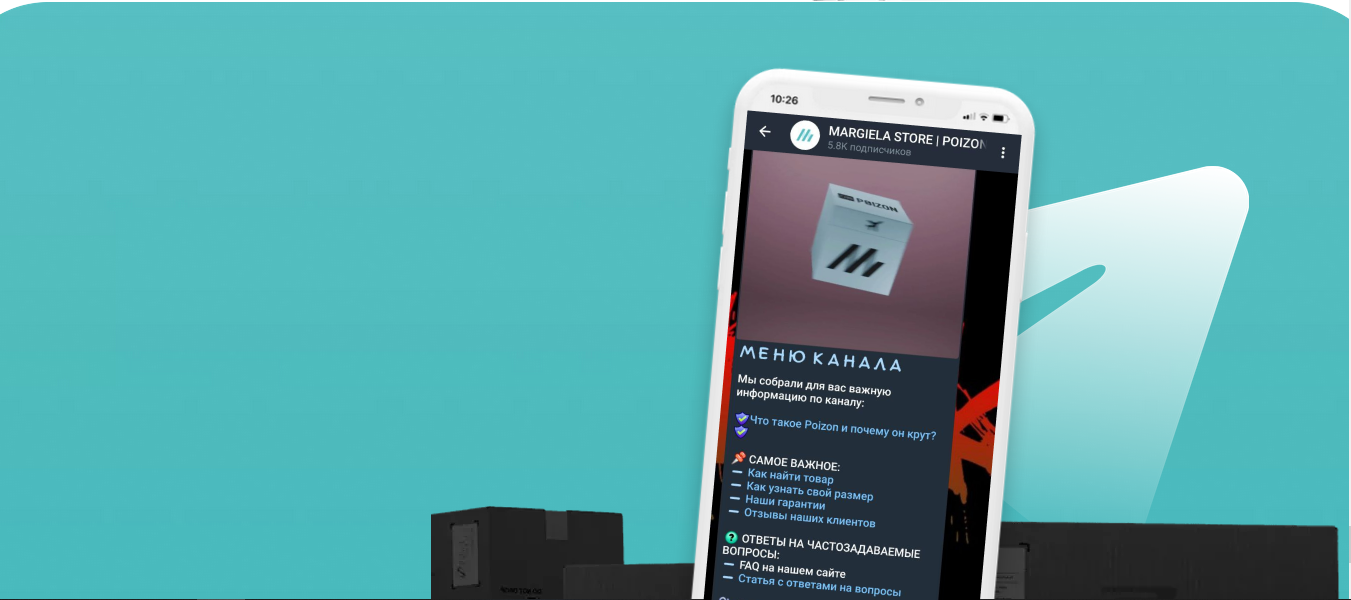 10:26
MARGIELA STORE | POIZON
5.8K подписчиков
POIZON
МЕНЮ КАНАЛА
Мы собрали для вас важную
информацию по каналу:
Что такое Poizon и почему он крут?
САМОЕ ВАЖНОЕ:
— Как найти товар
— Как узнать свой размер
— Наши гарантии
— Отзывы наших клиентов
ОТВЕТЫ НА ЧАСТОЗАДАВАЕМЫЕ
ВОПРОСЫ:
— FAQ на нашем сайте
— Статья с ответами на вопросы